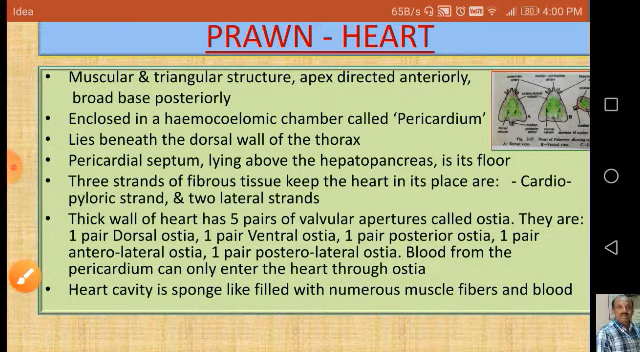 Idea
65B/s
VoLTE
80
4:00 PM
PRAWN - HEART
• Muscular & triangular structure, apex directed anteriorly,
broad base posteriorly
• Enclosed in a haemocoelomic chamber called ‘Pericardium’
• Lies beneath the dorsal wall of the thorax
• Pericardial septum, lying above the hepatopancreas, is its floor
• Three strands of fibrous tissue keep the heart in its place are: - Cardio-
pyloric strand, & two lateral strands
• Thick wall of heart has 5 pairs of valvular apertures called ostia. They are:
1 pair Dorsal ostia, 1 pair Ventral ostia, 1 pair posterior ostia, 1 pair
antero-lateral ostia, 1 pair postero-lateral ostia. Blood from the
pericardium can only enter the heart through ostia
• Heart cavity is sponge like filled with numerous muscle fibers and blood